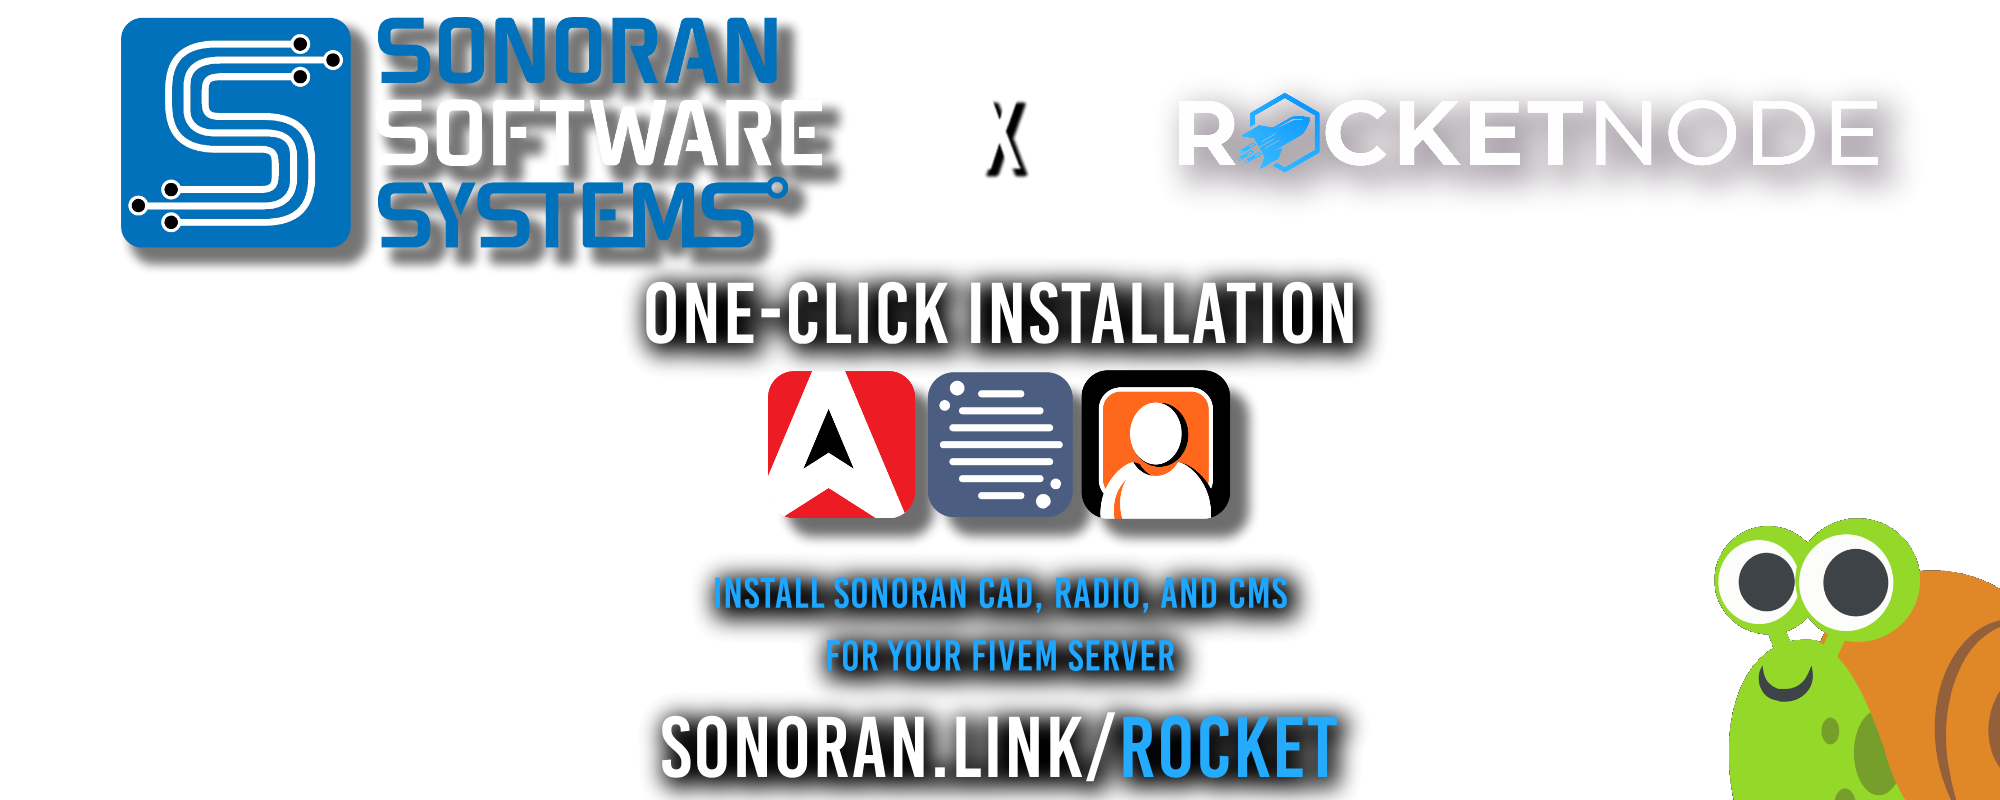 SONORAN
SOFTWARE
SYSTEMS
X
ROCKETNODE
ONE-CLICK INSTALLATION
INSTALL SONORAN CAD, RADIO, AND CMS
FOR YOUR FIVEM SERVER
SONORAN.LINK/ROCKET